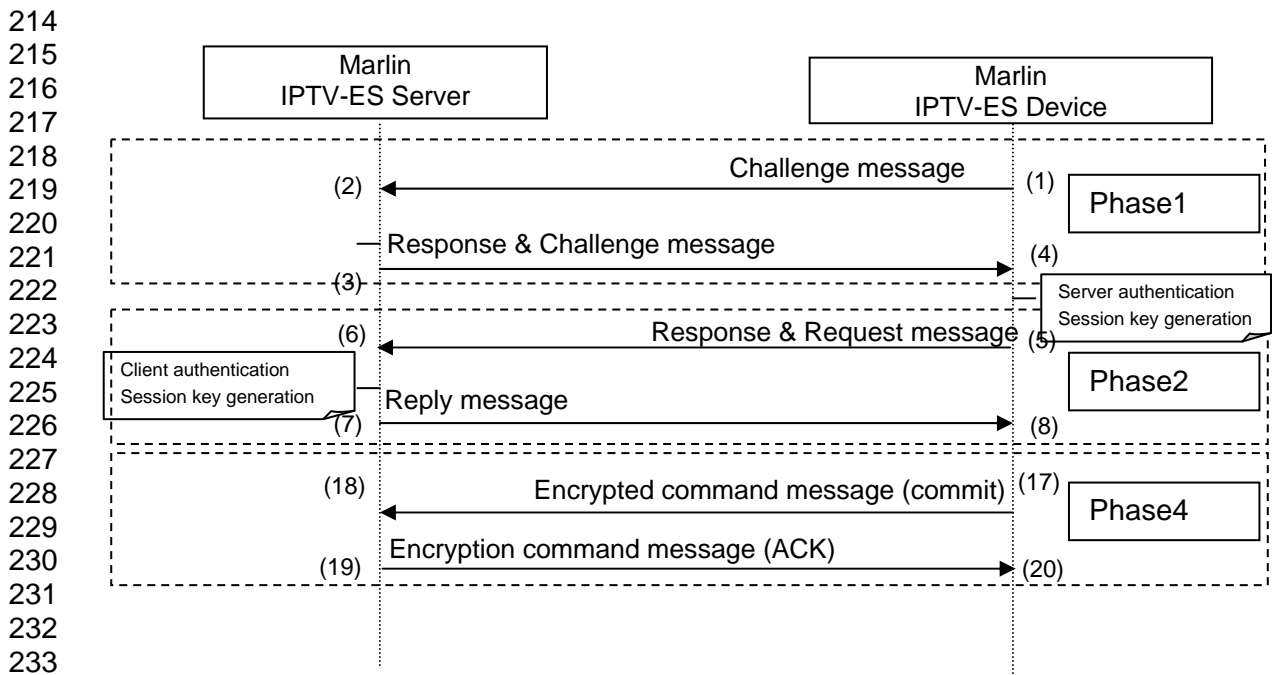 214
215
216
217
218
219
220
221
222
223
224
225
226
227
228
229
230
231
232
233
Marlin
IPTV-ES Server
Marlin
IPTV-ES Device
Challenge message
(2)
(1)
Phase1
Response & Challenge message
(4)
(3)
Server authentication
Session key generation
(6)
Response & Request message
(5)
Client authentication
Session key generation
Phase2
Reply message
(7)
(8)
(18)
Encrypted command message (commit)
(17)
Phase4
Encryption command message (ACK)
(19)
(20)